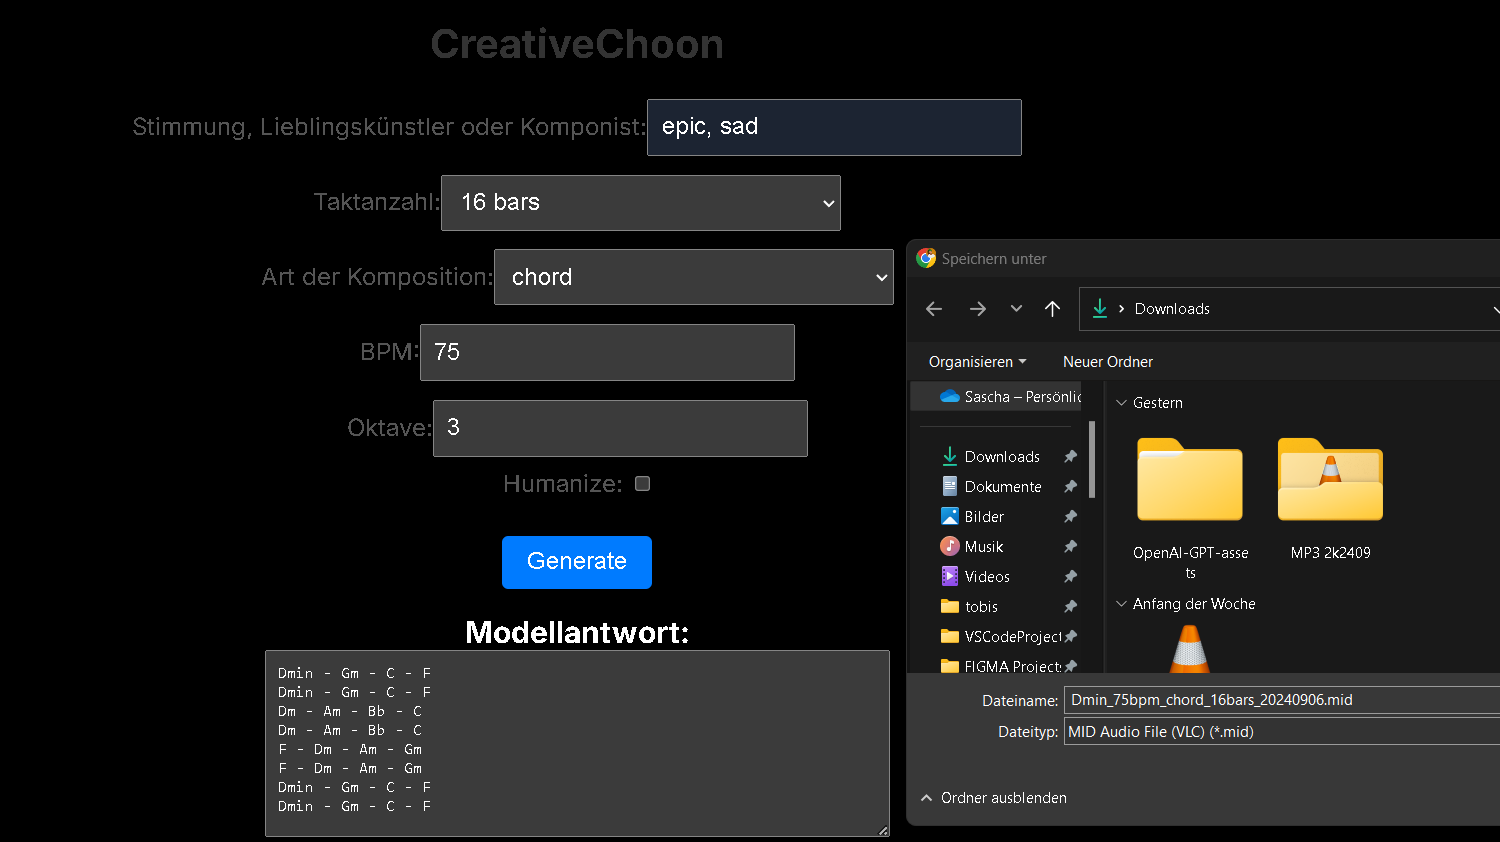 CreativeChoon
Stimmung, Lieblingskünstler oder Komponist: epic, sad
Taktanzahl: 16 bars
Art der Komposition: chord
BPM: 75
Oktave: 3
Humanize:
Generate
Modellantwort:
Dmin - Gm - C - F
Dmin - Gm - C - F
Dm - Am - Bb - C
Dm - Am - Bb - C
F - Dm - Am - Gm
F - Dm - Am - Gm
Dmin - Gm - C - F
Dmin - Gm - C - F
Speichern unter
Downloads
Organisieren
Neuer Ordner
Sascha – Persönlic
Downloads
Dokumente
Bilder
Musik
Videos
tobis
VSCodeProject
FIGMA Projects
Gestern
OpenAI-GPT-asse
ts
MP3 2k2409
Anfang der Woche
Dateiname: Dmin_75bpm_chord_16bars_20240906.mid
Dateityp: MID Audio File (VLC) (*.mid)
Ordner ausblenden